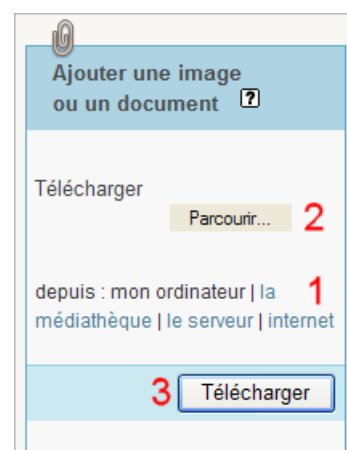 Ajouter une image
ou un document ?
Télécharger
Parcourir... 2
depuis : mon ordinateur | la 1
médiathèque | le serveur | internet
3 Télécharger